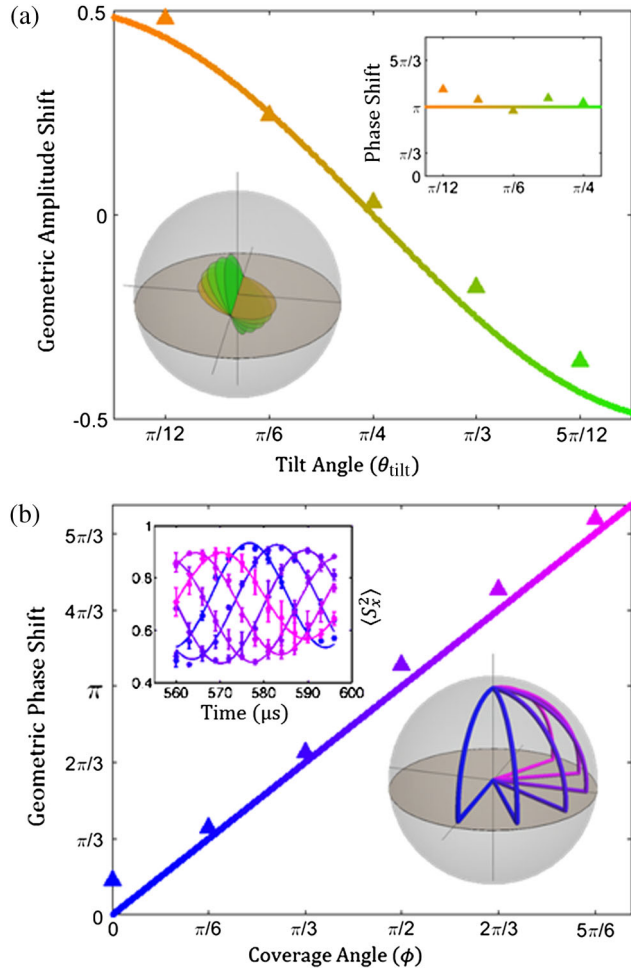 (a)
0.5
0
-0.5
Geometric Amplitude Shift
π/12
π/6
π/4
π/3
5π/12
Tilt Angle (θtilt)
Phase Shift
5π/3
π
π/3
0
π/12
π/6
π/4
(b)
5π/3
4π/3
π
2π/3
π/3
0
Geometric Phase Shift
0
π/6
π/3
π/2
2π/3
5π/6
Coverage Angle (ϕ)
1
0.8
0.6
0.4
⟨Sx²⟩
560
570
580
590
600
Time (μs)